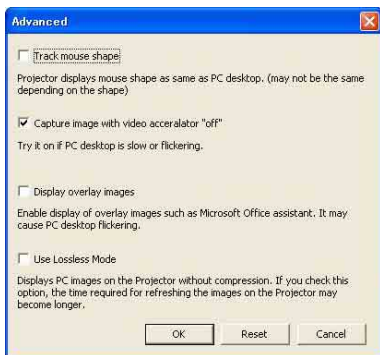 Advanced
Track mouse shape
Projector displays mouse shape as same as PC desktop. (may not be the same
depending on the shape)
Capture image with video acceralator "off"
Try it on if PC desktop is slow or flickering.
Display overlay images
Enable display of overlay images such as Microsoft Office assistant. It may
cause PC desktop flickering.
Use Lossless Mode
Displays PC images on the Projector without compression. If you check this
option, the time required for refreshing the images on the Projector may
become longer.
OK Reset Cancel